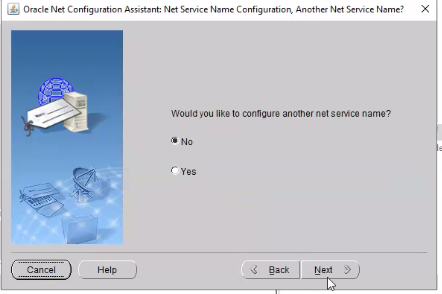 Oracle Net Configuration Assistant: Net Service Name Configuration, Another Net Service Name?
Would you like to configure another net service name?
No
Yes
Cancel
Help
Back
Next